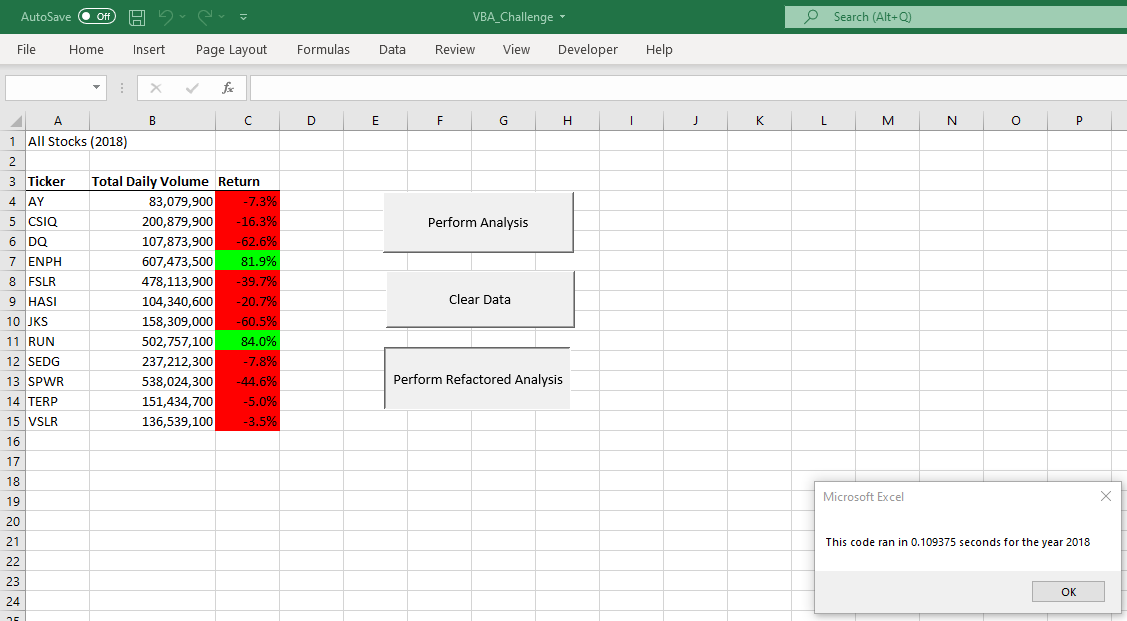 AutoSave Off VBA_Challenge Search (Alt+Q)
File Home Insert Page Layout Formulas Data Review View Developer Help
fx
A B C D E F G H I J K L M N O P
1 All Stocks (2018)
2
3 Ticker Total Daily Volume Return
4 AY 83,079,900 -7.3%
5 CSIQ 200,879,900 -16.3%
6 DQ 107,873,900 -62.6%
7 ENPH 607,473,500 81.9%
8 FSLR 478,113,900 -39.7%
9 HASI 104,340,600 -20.7%
10 JKS 158,309,000 -60.5%
11 RUN 502,757,100 84.0%
12 SEDG 237,212,300 -7.8%
13 SPWR 538,024,300 -44.6%
14 TERP 151,434,700 -5.0%
15 VSLR 136,539,100 -3.5%
16
17
18
19
20
21
22
23
24
25
Perform Analysis
Clear Data
Perform Refactored Analysis
Microsoft Excel
This code ran in 0.109375 seconds for the year 2018
OK